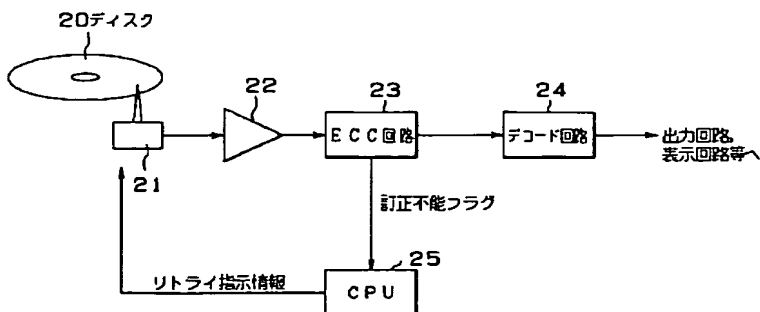 20ディスク
22
23
24
ECC回路
デコード回路
出力回路,
表示回路等へ
21
訂正不能フラグ
25
リトライ指示情報
CPU